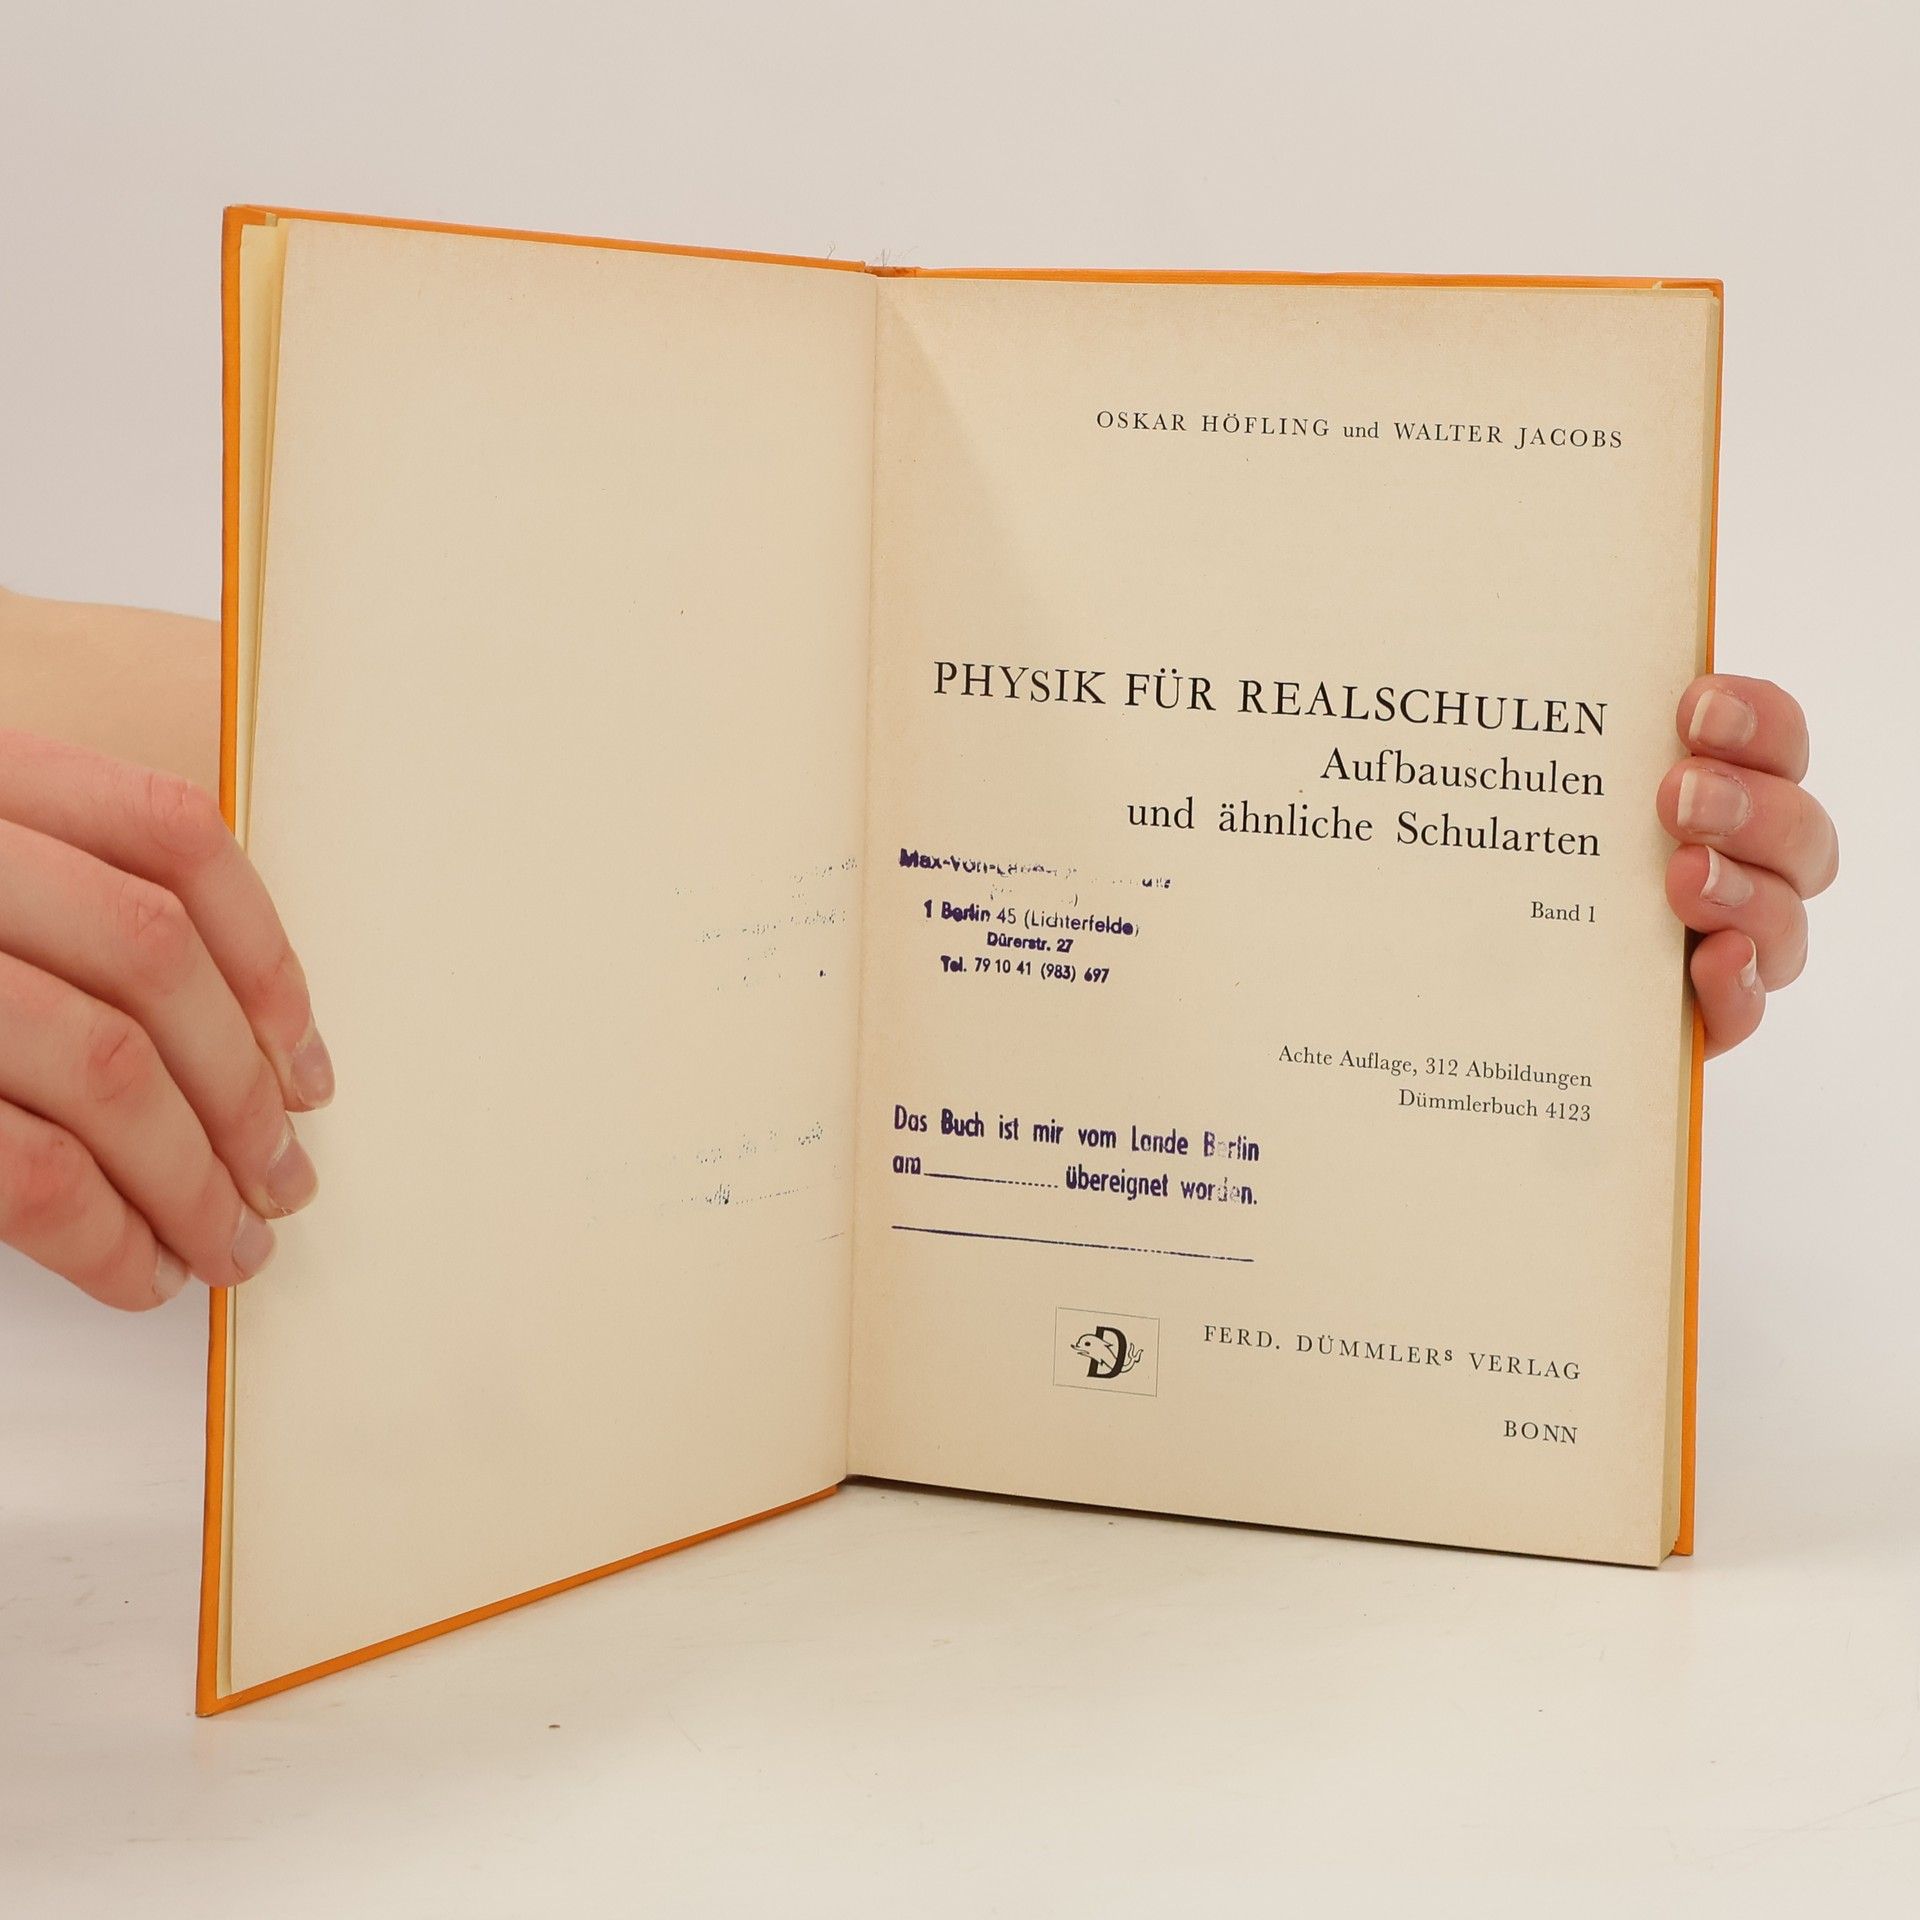 OSKAR HÖFLING und WALTER JACOBS
PHYSIK FÜR REALSCHULEN
Aufbauschulen
und ähnliche Schularten
Band 1
Max-von-
1 Berlin 45 (Lichterfelde)
Dürerstr. 27
Tel. 79 10 41 (983) 697
Achte Auflage, 312 Abbildungen
Dümmlerbuch 4123
Das Buch ist mir vom Lande Berlin
am ............ übereignet worden.
D
FERD. DÜMMLERS VERLAG
BONN